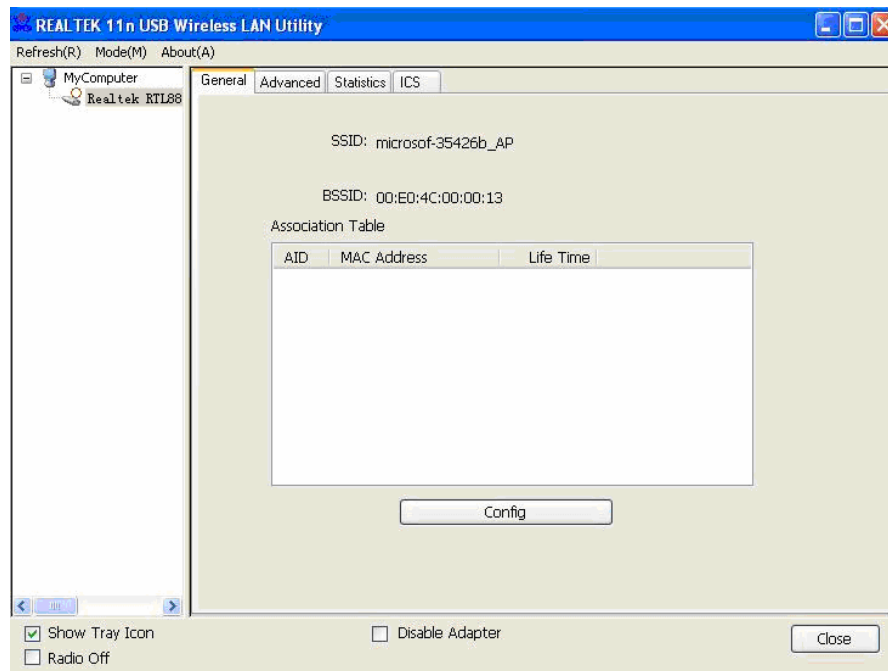 REALTEK 11n USB Wireless LAN Utility
Refresh(R) Mode(M) About(A)
MyComputer
Realtek RTL88
General Advanced Statistics ICS
SSID: microsof-35426b_AP
BSSID: 00:E0:4C:00:00:13
Association Table
AID MAC Address Life Time
Config
Show Tray Icon
Radio Off
Disable Adapter
Close